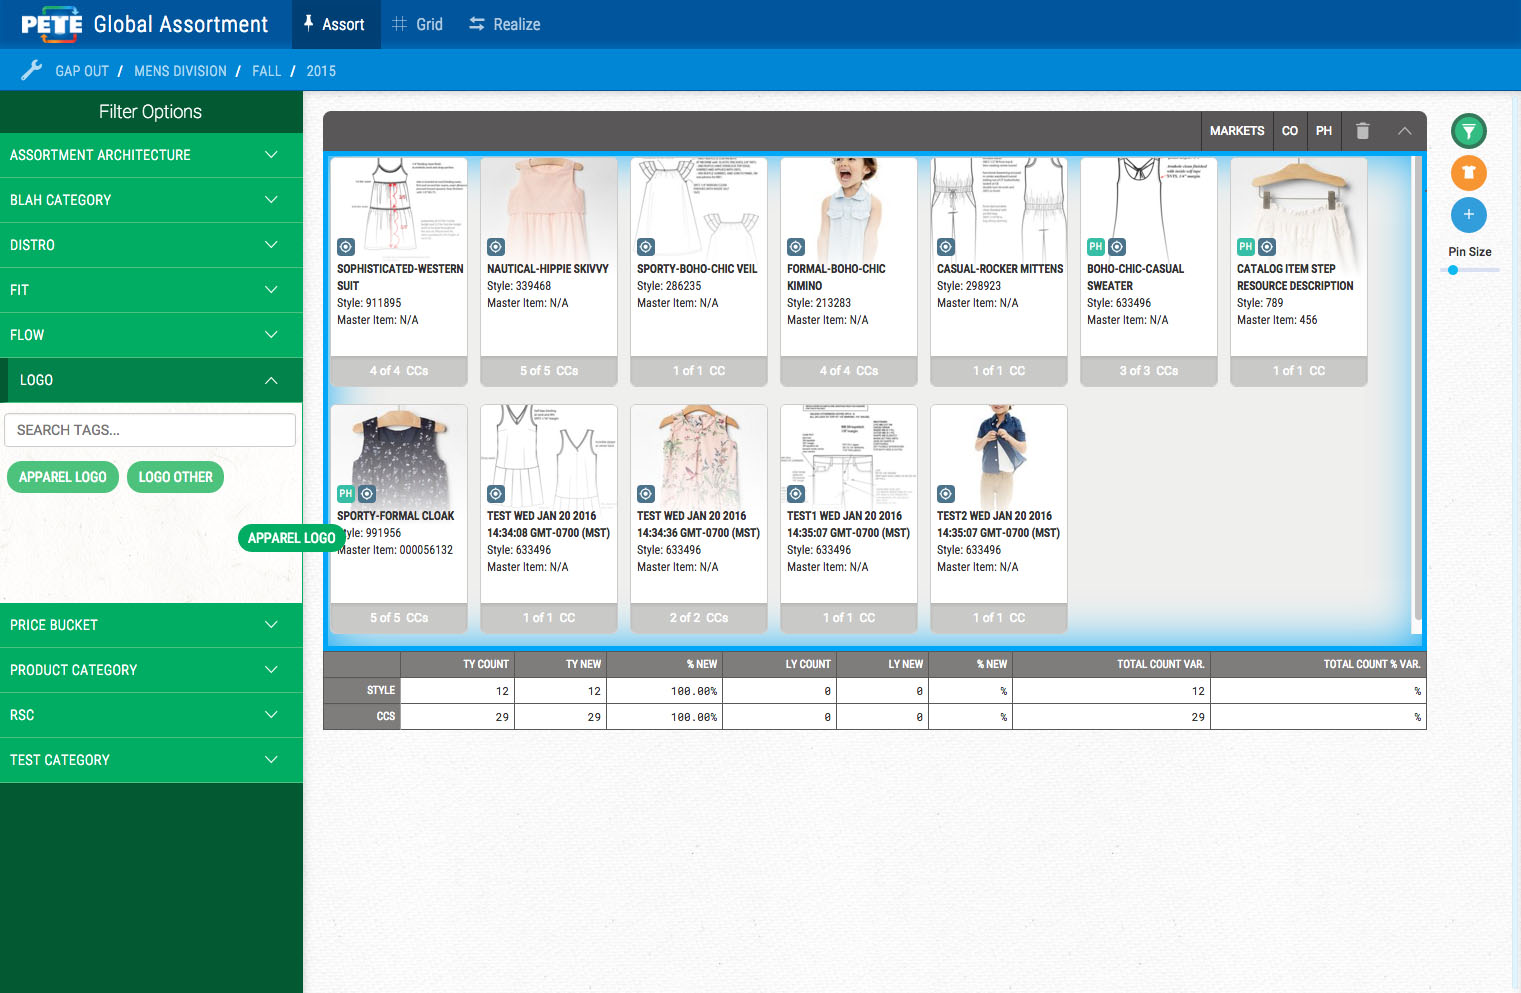 PETE Global Assortment
Assort
Grid
Realize
GAP OUT / MENS DIVISION / FALL / 2015
Filter Options
ASSORTMENT ARCHITECTURE
BLAH CATEGORY
DISTRO
FIT
FLOW
LOGO
SEARCH TAGS...
APPAREL LOGO
LOGO OTHER
APPAREL LOGO
PRICE BUCKET
PRODUCT CATEGORY
RSC
TEST CATEGORY
MARKETS CO PH
SOPHISTICATED-WESTERN
SUIT
Style: 911895
Master Item: N/A
4 of 4 CCs
NAUTICAL-HIPPIE SKIVVY
Style: 339468
Master Item: N/A
5 of 5 CCs
SPORTY-BOHO-CHIC VEIL
Style: 286235
Master Item: N/A
1 of 1 CC
FORMAL-BOHO-CHIC
KIMINO
Style: 213283
Master Item: N/A
4 of 4 CCs
CASUAL-ROCKER MITTENS
Style: 298923
Master Item: N/A
1 of 1 CC
PH
BOHO-CHIC-CASUAL
SWEATER
Style: 633496
Master Item: N/A
3 of 3 CCs
PH
CATALOG ITEM STEP
RESOURCE DESCRIPTION
Style: 789
Master Item: 456
1 of 1 CC
PH
SPORTY-FORMAL CLOAK
tyle: 991956
Master Item: 000056132
5 of 5 CCs
TEST WED JAN 20 2016
14:34:08 GMT-0700 (MST)
Style: 633496
Master Item: N/A
1 of 1 CC
TEST WED JAN 20 2016
14:34:36 GMT-0700 (MST)
Style: 633496
Master Item: N/A
2 of 2 CCs
TEST1 WED JAN 20 2016
14:35:07 GMT-0700 (MST)
Style: 633496
Master Item: N/A
1 of 1 CC
TEST2 WED JAN 20 2016
14:35:07 GMT-0700 (MST)
Style: 633496
Master Item: N/A
1 of 1 CC
Pin Size
TY COUNT TY NEW % NEW LY COUNT LY NEW % NEW TOTAL COUNT VAR. TOTAL COUNT % VAR.
STYLE 12 12 100.00% 0 0 % 12 %
CCS 29 29 100.00% 0 0 % 29 %